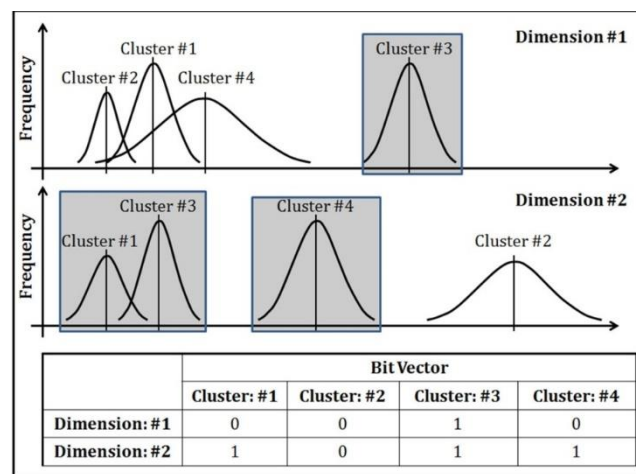 Frequency
Dimension #1
Cluster #1
Cluster #2
Cluster #4
Cluster #3
Frequency
Dimension #2
Cluster #1
Cluster #3
Cluster #4
Cluster #2
Bit Vector
Cluster: #1 Cluster: #2 Cluster: #3 Cluster: #4
Dimension: #1 0 0 1 0
Dimension: #2 1 0 1 1